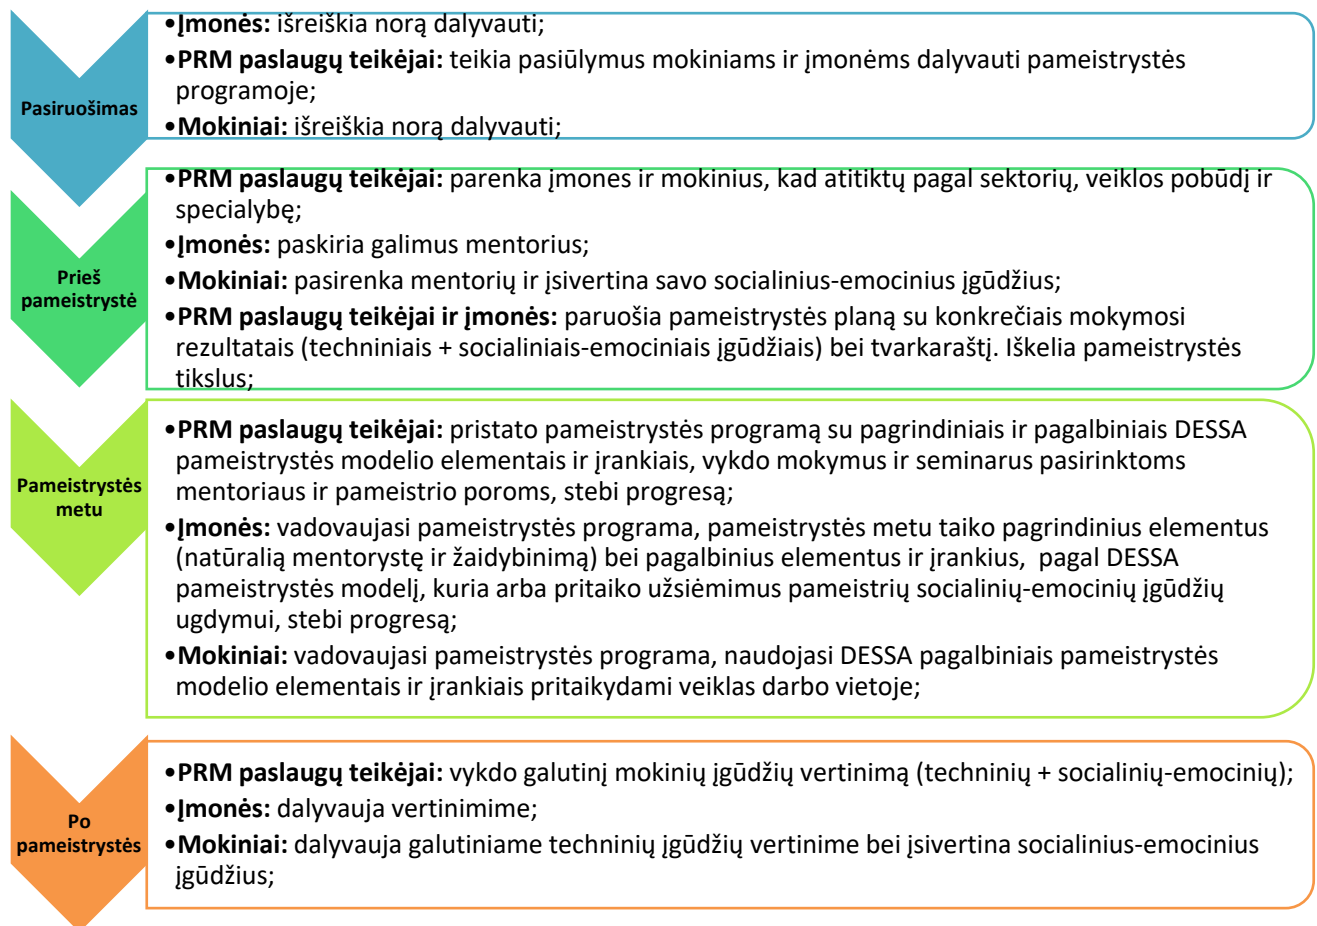 Pasiruošimas
•Įmonės: išreiškia norą dalyvauti;
•PRM paslaugų teikėjai: teikia pasiūlymus mokiniams ir įmonėms dalyvauti pameistrystės
programoje;
•Mokiniai: išreiškia norą dalyvauti;
Prieš
pameistrystė
•PRM paslaugų teikėjai: parenka įmones ir mokinius, kad atitiktų pagal sektorių, veiklos pobūdį ir
specialybę;
•Įmonės: paskiria galimus mentorius;
•Mokiniai: pasirenka mentorių ir įsivertina savo socialinius-emocinius įgūdžius;
•PRM paslaugų teikėjai ir įmonės: paruošia pameistrystės planą su konkrečiais mokymosi
rezultatais (techniniais + socialiniais-emociniais įgūdžiais) bei tvarkaraštį. Iškelia pameistrystės
tikslus;
Pameistrystės
metu
•PRM paslaugų teikėjai: pristato pameistrystės programą su pagrindiniais ir pagalbiniais DESSA
pameistrystės modelio elementais ir įrankiais, vykdo mokymus ir seminarus pasirinktoms
mentoriaus ir pameistrio poroms, stebi progresą;
•Įmonės: vadovaujasi pameistrystės programa, pameistrystės metu taiko pagrindinius elementus
(natūralią mentorystę ir žaidybinimą) bei pagalbinius elementus ir įrankius,  pagal DESSA
pameistrystės modelį, kuria arba pritaiko užsiėmimus pameistrių socialinių-emocinių įgūdžių
ugdymui, stebi progresą;
•Mokiniai: vadovaujasi pameistrystės programa, naudojasi DESSA pagalbiniais pameistrystės
modelio elementais ir įrankiais pritaikydami veiklas darbo vietoje;
Po
pameistrystės
•PRM paslaugų teikėjai: vykdo galutinį mokinių įgūdžių vertinimą (techninių + socialinių-emocinių);
•Įmonės: dalyvauja vertinimime;
•Mokiniai: dalyvauja galutiniame techninių įgūdžių vertinime bei įsivertina socialinius-emocinius
įgūdžius;